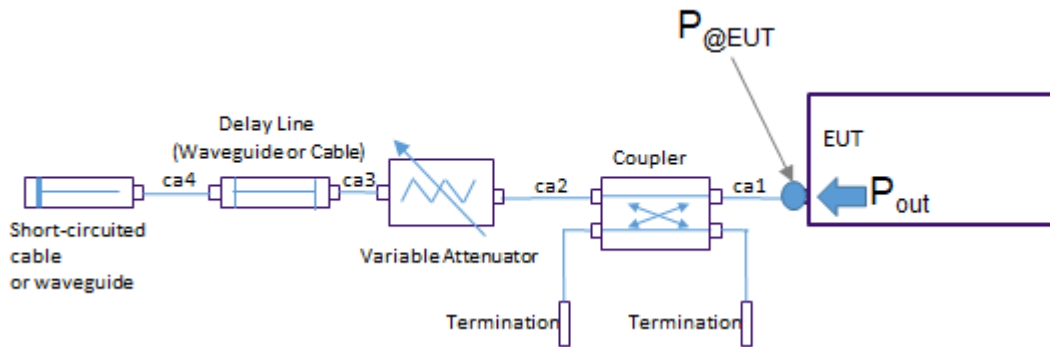 P@EUT
Delay Line
(Waveguide or Cable)
Coupler
EUT
ca4
ca3
ca2
ca1
Pout
Short-circuited
cable
or waveguide
Variable Attenuator
Termination
Termination